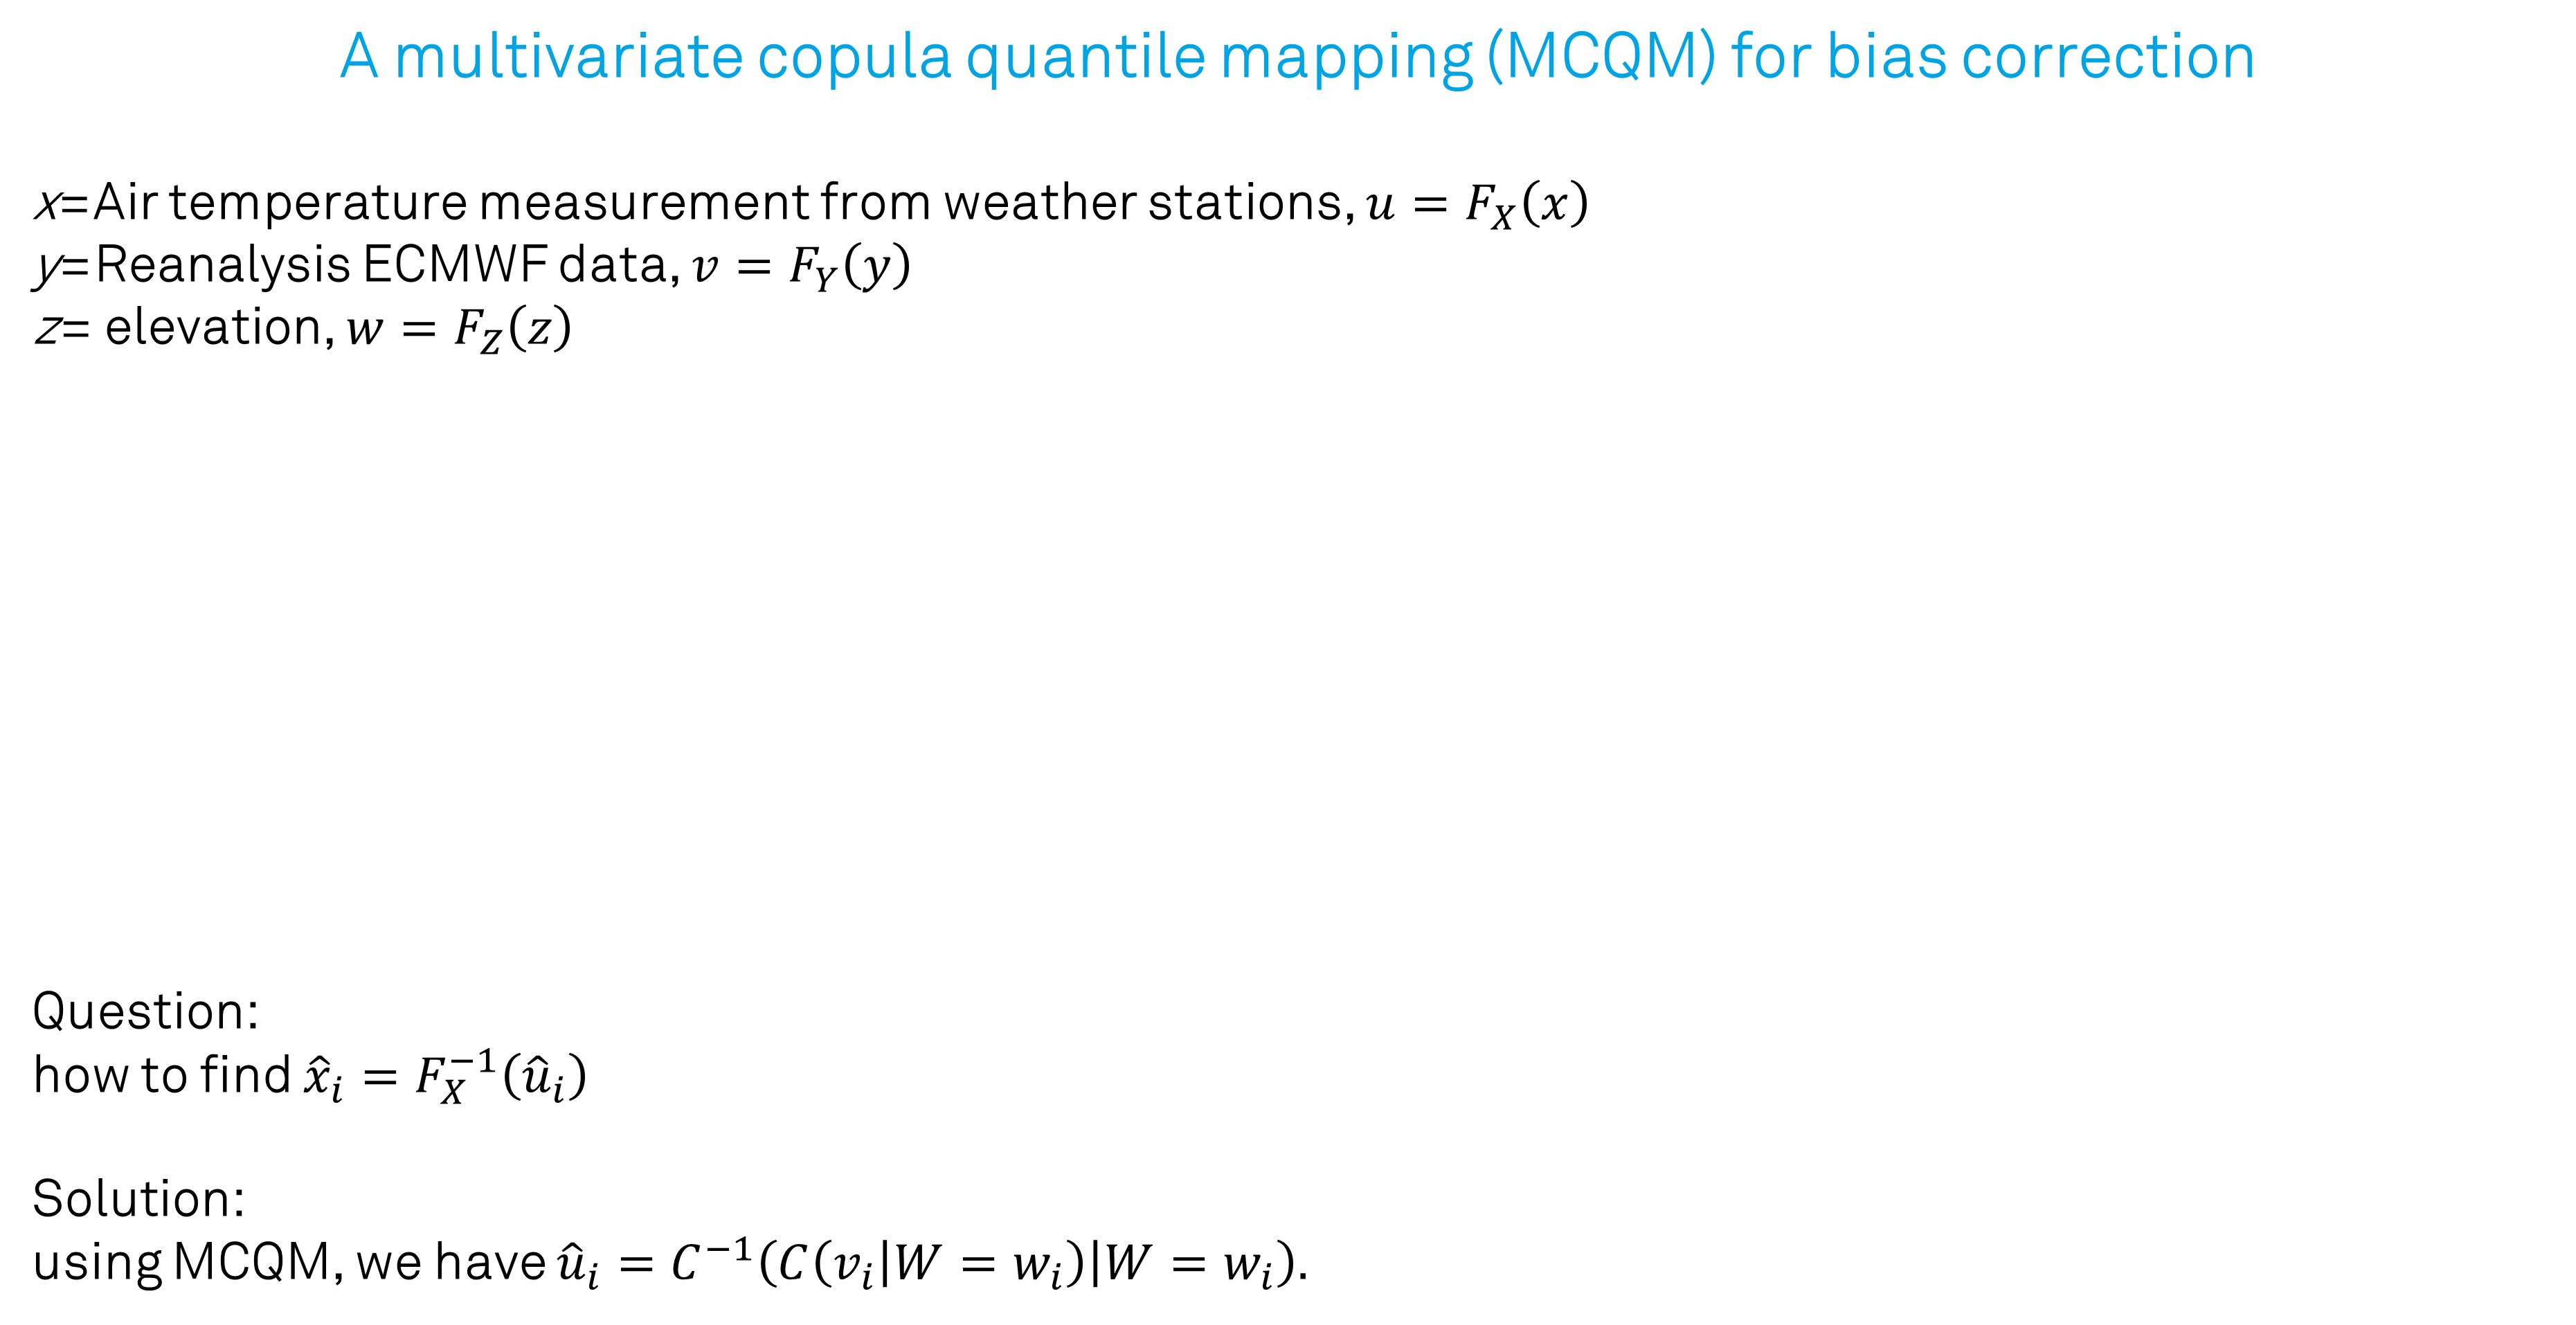 A multivariate copula quantile mapping (MCQM) for bias correction
x=Air temperature measurement from weather stations, u = F_X(x)
y=Reanalysis ECMWF data, v = F_Y(y)
z= elevation, w = F_Z(z)
Question:
how to find x̂_i = F_X^{-1}(û_i)
Solution:
using MCQM, we have û_i = C^{-1}(C(v_i|W = w_i)|W = w_i).